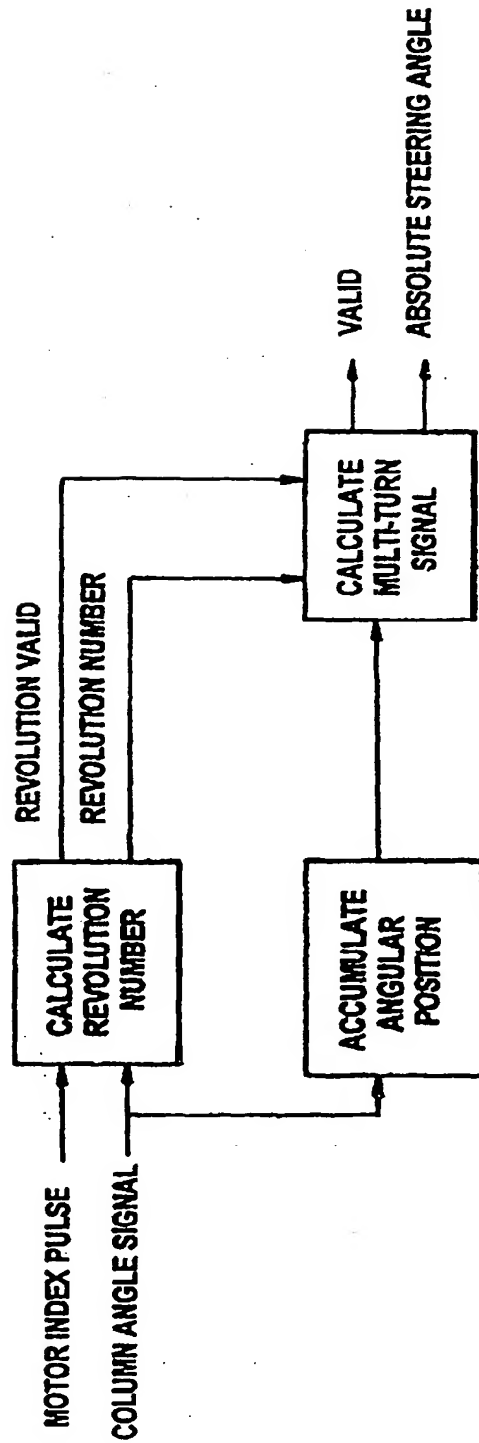 MOTOR INDEX PULSE
COLUMN ANGLE SIGNAL
CALCULATE
REVOLUTION
NUMBER
REVOLUTION VALID
REVOLUTION NUMBER
ACCUMULATE
ANGULAR
POSITION
CALCULATE
MULTI-TURN
SIGNAL
VALID
ABSOLUTE STEERING ANGLE